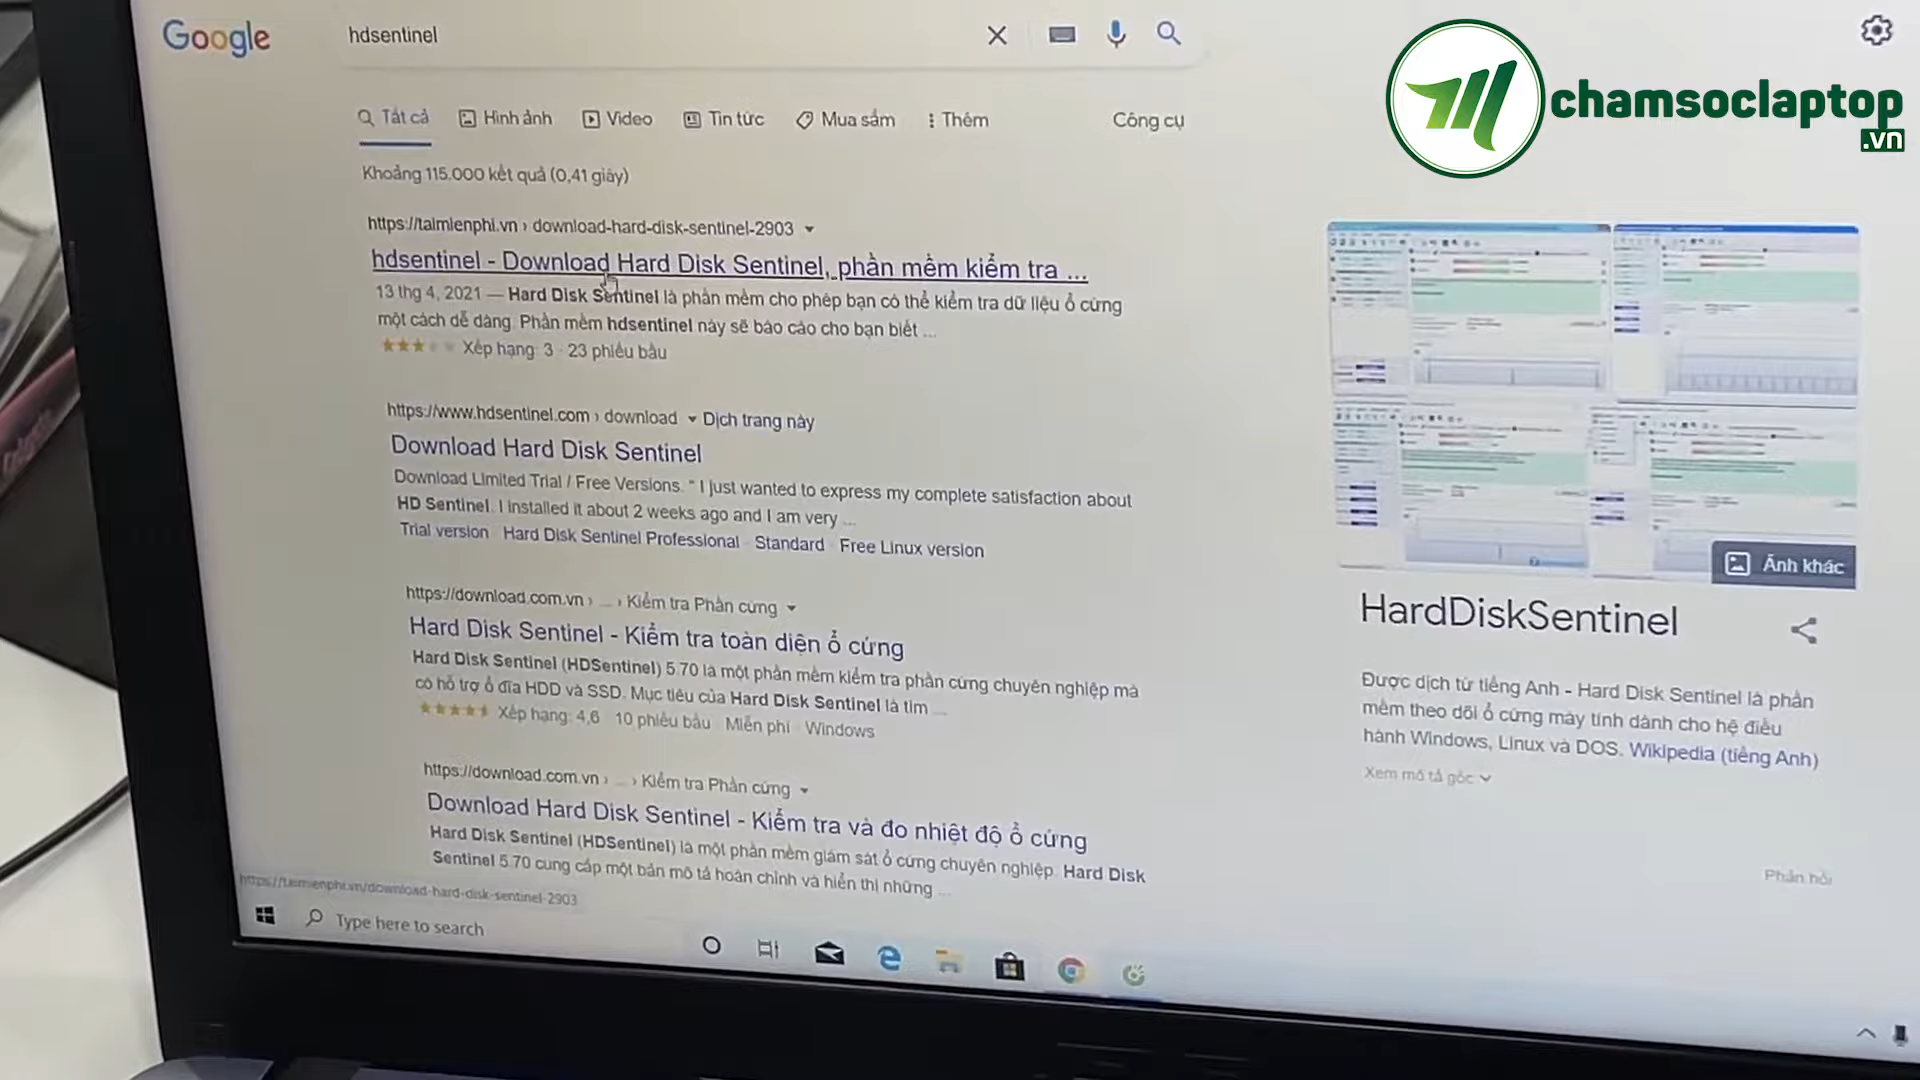 Google
hdsentinel
chamsoclaptop
.vn
Tất cả
Hình ảnh
Video
Tin tức
Mua sắm
Thêm
Công cụ
Khoảng 115.000 kết quả (0,41 giây)
https://taimienphi.vn › download-hard-disk-sentinel-2903
hdsentinel - Download Hard Disk Sentinel, phần mềm kiểm tra ...
13 thg 4, 2021 — Hard Disk Sentinel là phần mềm cho phép bạn có thể kiểm tra dữ liệu ổ cứng
một cách dễ dàng. Phần mềm hdsentinel này sẽ báo cáo cho bạn biết ...
Xếp hạng: 3 · 23 phiếu bầu
https://www.hdsentinel.com › download Dịch trang này
Download Hard Disk Sentinel
Download Limited Trial / Free Versions. " I just wanted to express my complete satisfaction about
HD Sentinel. I installed it about 2 weeks ago and I am very ...
Trial version · Hard Disk Sentinel Professional · Standard · Free Linux version
https://download.com.vn › ... › Kiểm tra Phần cứng
Hard Disk Sentinel - Kiểm tra toàn diện ổ cứng
Hard Disk Sentinel (HDSentinel) 5.70 là một phần mềm kiểm tra phần cứng chuyên nghiệp mà
có hỗ trợ ổ đĩa HDD và SSD. Mục tiêu của Hard Disk Sentinel là tìm ...
Xếp hạng: 4,6 · 10 phiếu bầu · Miễn phí · Windows
https://download.com.vn › ... › Kiểm tra Phần cứng
Download Hard Disk Sentinel - Kiểm tra và đo nhiệt độ ổ cứng
Hard Disk Sentinel (HDSentinel) là một phần mềm giám sát ổ cứng chuyên nghiệp. Hard Disk
Sentinel 5.70 cung cấp một bản mô tả hoàn chỉnh và hiển thị những ...
https://taimienphi.vn/download-hard-disk-sentinel-2903
Type here to search
Ảnh khác
HardDiskSentinel
Được dịch từ tiếng Anh - Hard Disk Sentinel là phần
mềm theo dõi ổ cứng máy tính dành cho hệ điều
hành Windows, Linux và DOS. Wikipedia (tiếng Anh)
Xem mô tả gốc
Phản hồi